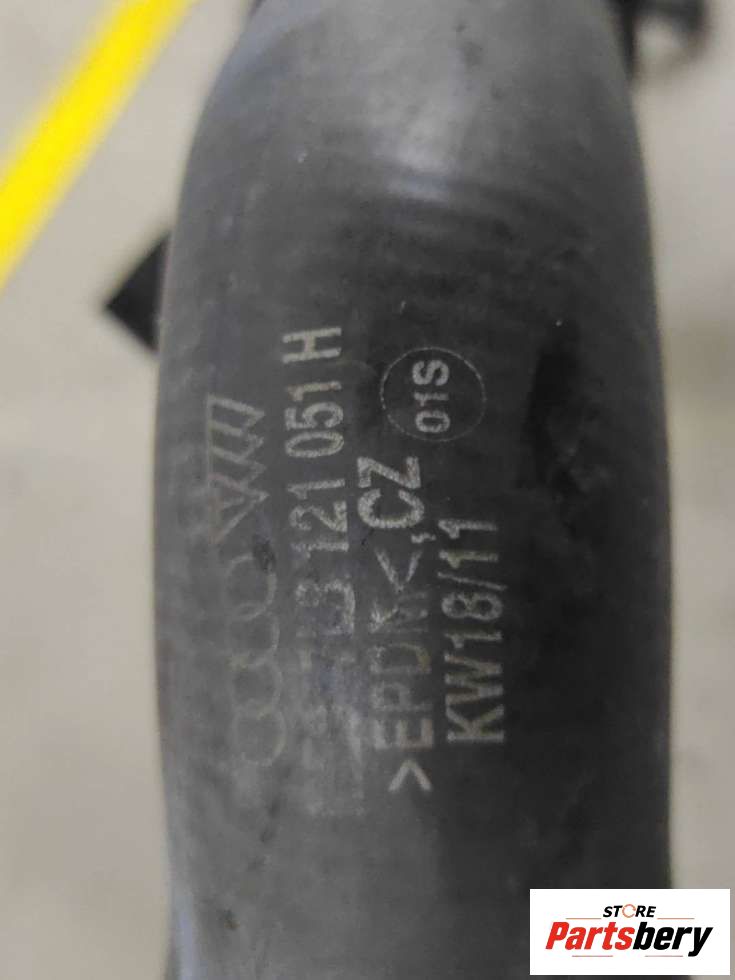 121 051 H
>EPDM<,CZ
01S
KW18/11
STORE
Partsbery